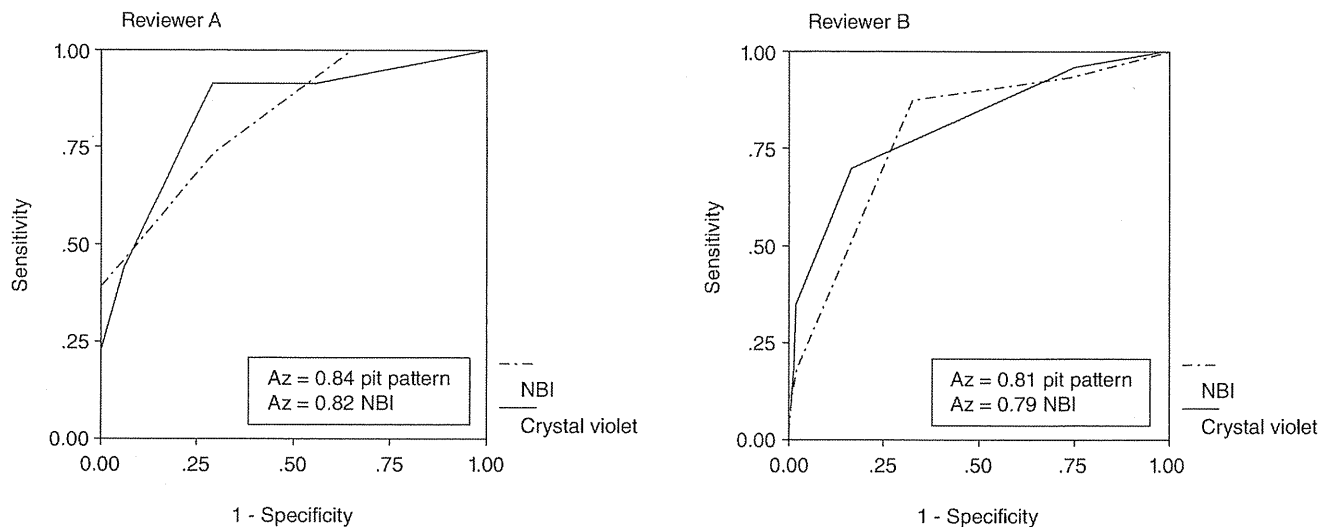 Reviewer A
1.00
.75
.50
.25
0.00
Sensitivity
0.00 .25 .50 .75 1.00
1 - Specificity
Az = 0.84 pit pattern
Az = 0.82 NBI
NBI
Crystal violet
Reviewer B
1.00
.75
.50
.25
0.00
Sensitivity
0.00 .25 .50 .75 1.00
1 - Specificity
Az = 0.81 pit pattern
Az = 0.79 NBI
NBI
Crystal violet